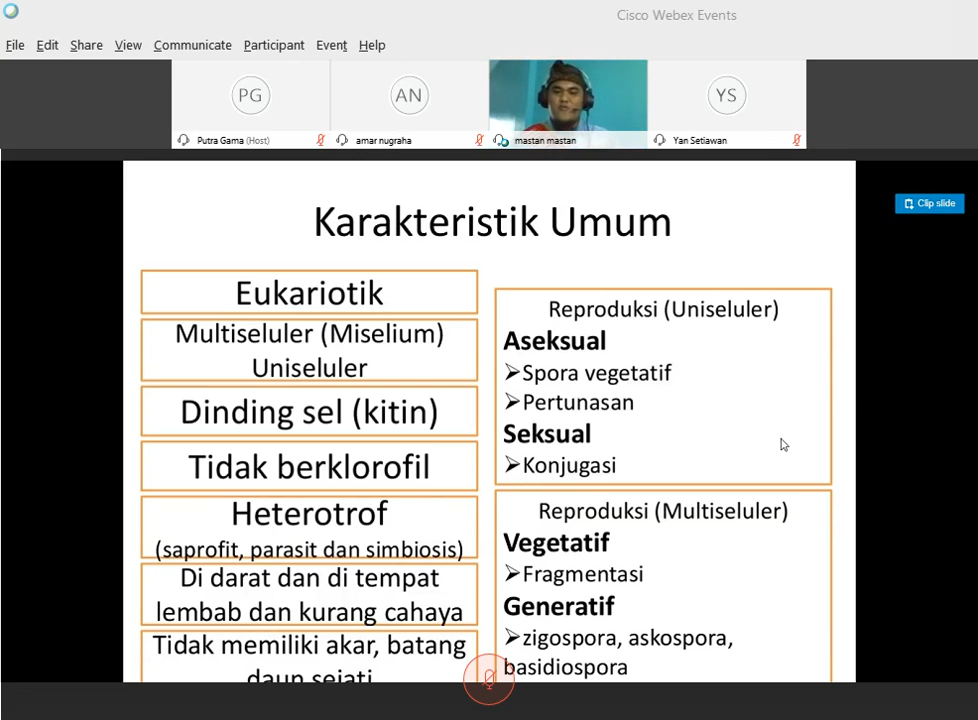 Cisco Webex Events
File Edit Share View Communicate Participant Event Help
PG
AN
YS
Putra Gama (Host)
amar nugraha
mastan mastan
Yan Setiawan
Clip slide
Karakteristik Umum
Eukariotik
Multiseluler (Miselium)
Uniseluler
Dinding sel (kitin)
Tidak berklorofil
Heterotrof
(saprofit, parasit dan simbiosis)
Di darat dan di tempat
lembab dan kurang cahaya
Tidak memiliki akar, batang
daun sejati
Reproduksi (Uniseluler)
Aseksual
➢Spora vegetatif
➢Pertunasan
Seksual
➢Konjugasi
Reproduksi (Multiseluler)
Vegetatif
➢Fragmentasi
Generatif
➢zigospora, askospora,
basidiospora